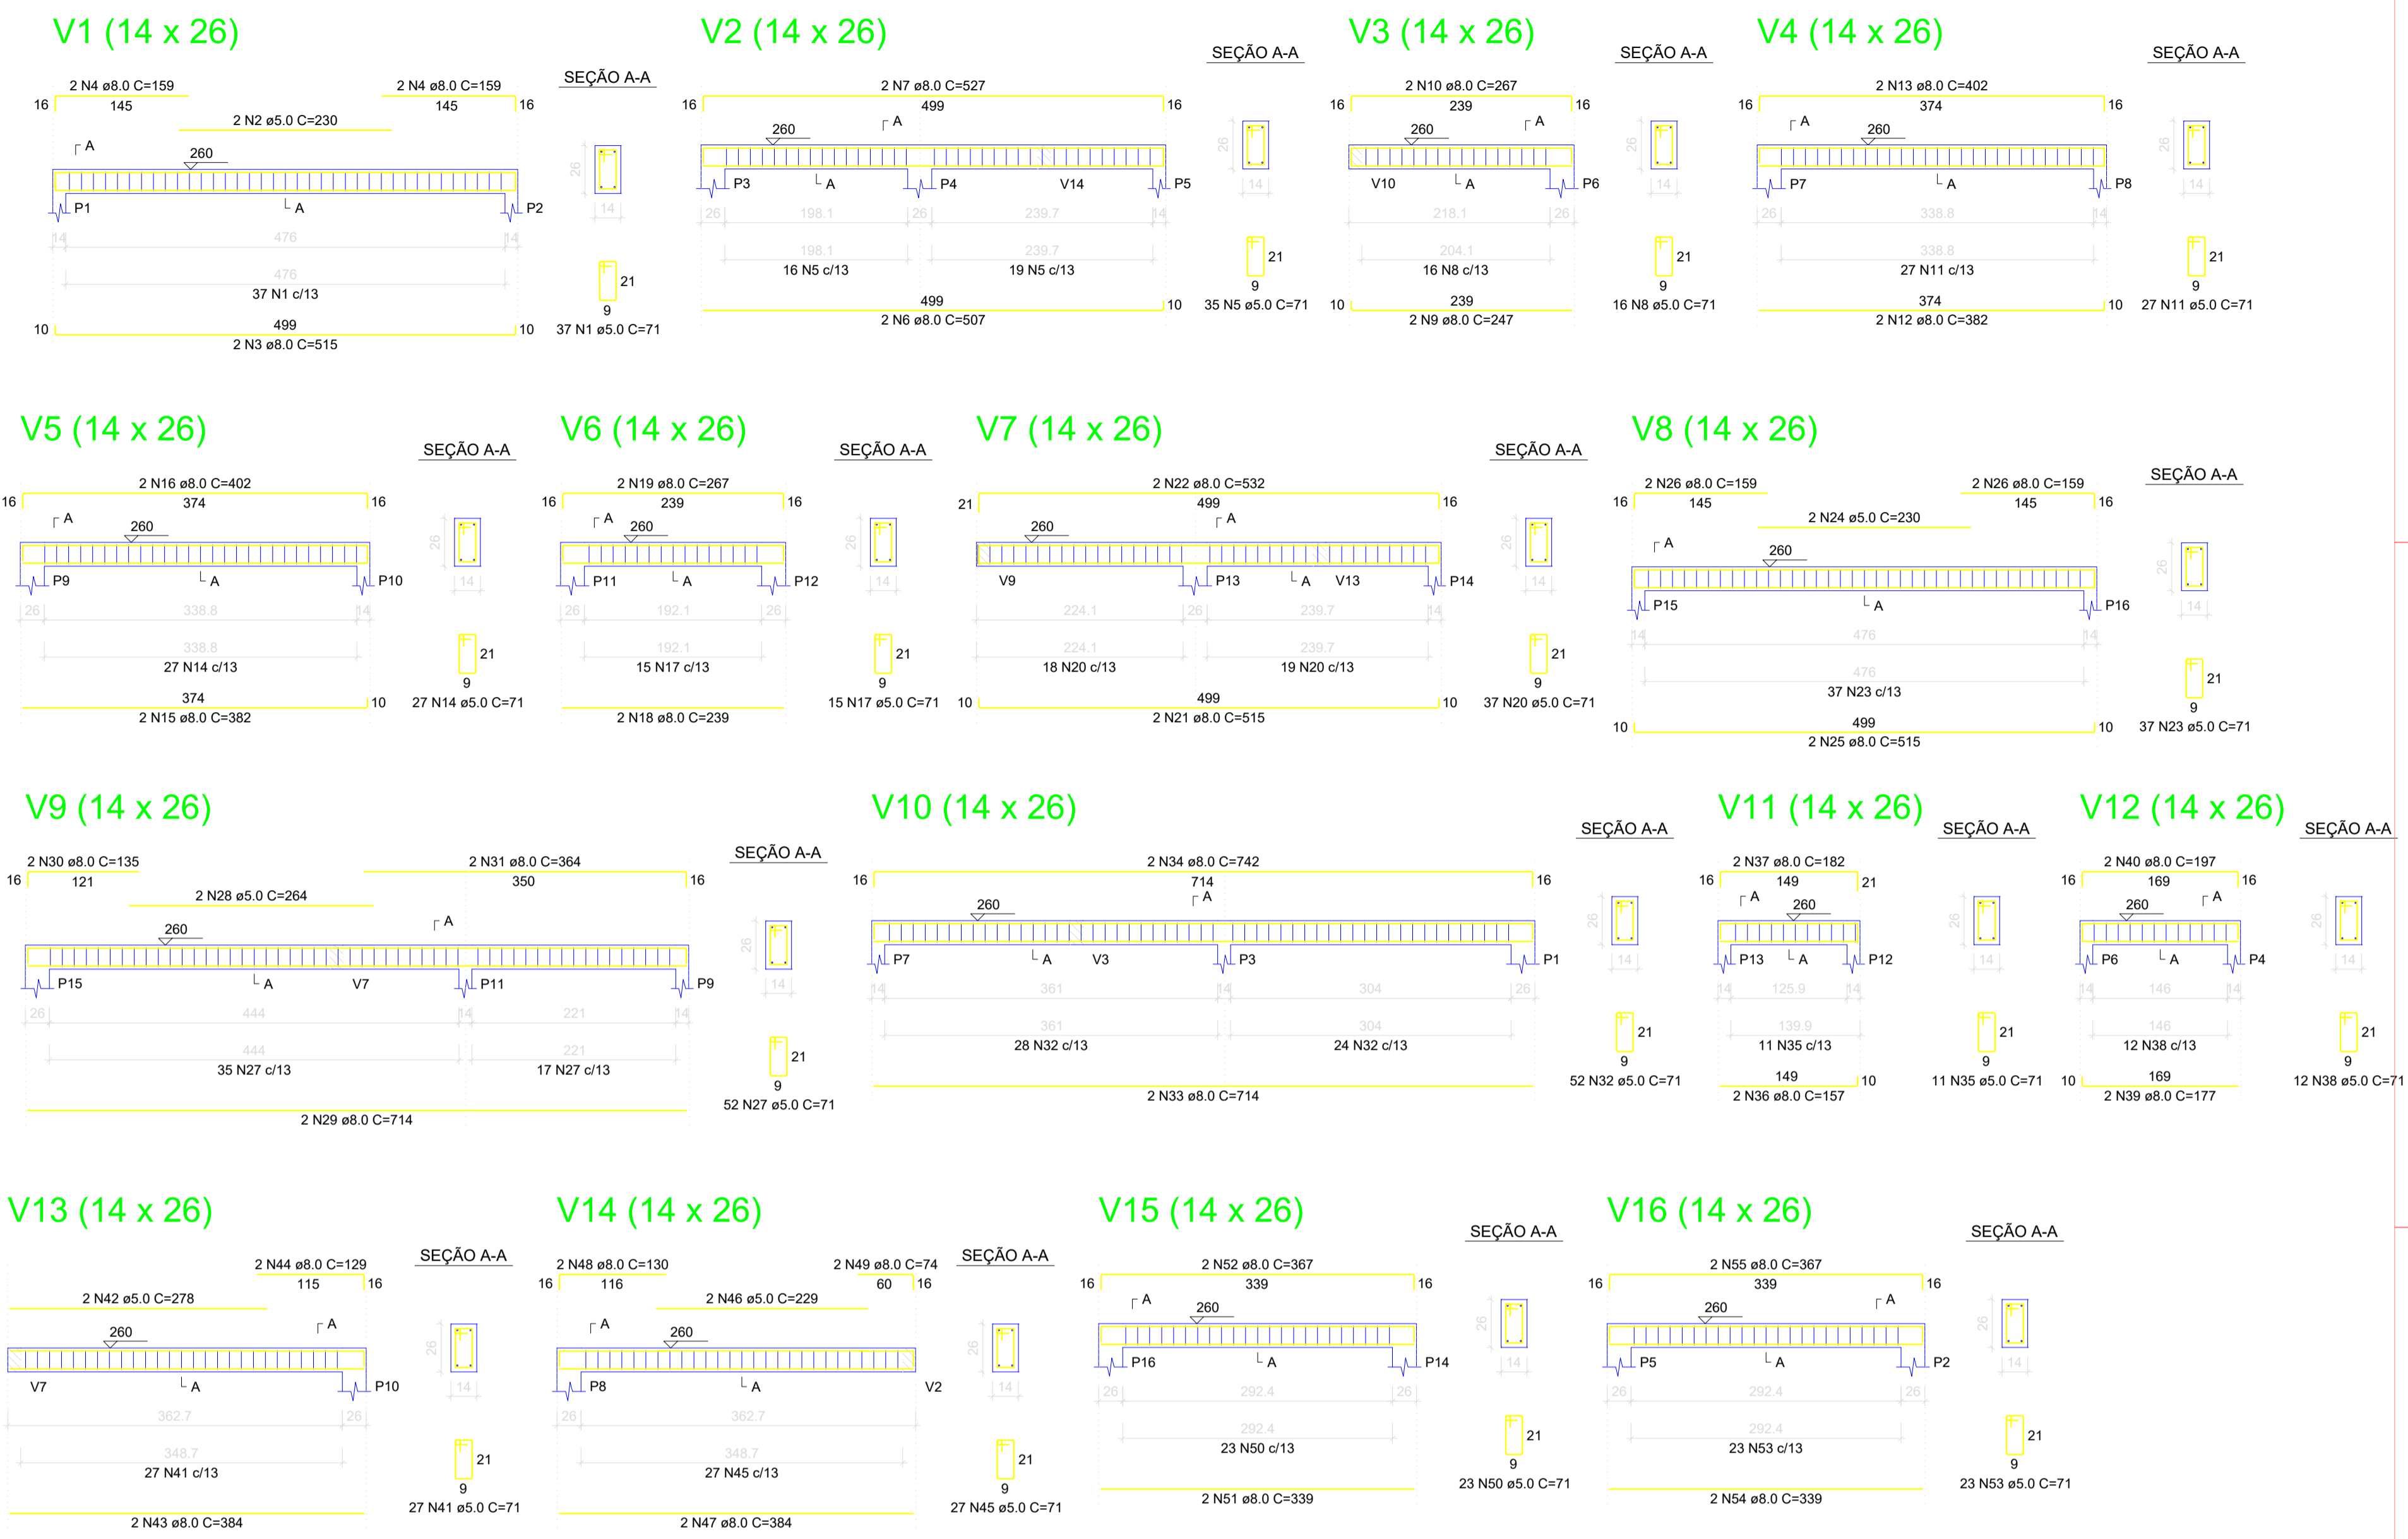 V1 (14 x 26)
2 N4 ø8.0 C=159
2 N4 ø8.0 C=159
SEÇÃO A-A
16
145
145
16
2 N2 ø5.0 C=230
A
260
26
14
P1
A
P2
14
476
14
476
37 N1 c/13
21
9
37 N1 ø5.0 C=71
10
499
10
2 N3 ø8.0 C=515
V2 (14 x 26)
SEÇÃO A-A
2 N7 ø8.0 C=527
16
499
16
260
A
26
14
P3
A
P4
V14
P5
26
198.1
26
239.7
14
198.1
239.7
16 N5 c/13
19 N5 c/13
21
9
35 N5 ø5.0 C=71
499
10
2 N6 ø8.0 C=507
V3 (14 x 26)
SEÇÃO A-A
2 N10 ø8.0 C=267
16
239
16
260
A
26
14
V10
A
P6
218.1
26
204.1
16 N8 c/13
21
9
16 N8 ø5.0 C=71
10
239
2 N9 ø8.0 C=247
V4 (14 x 26)
SEÇÃO A-A
2 N13 ø8.0 C=402
16
374
16
A
260
26
14
P7
A
P8
26
338.8
14
338.8
27 N11 c/13
21
9
27 N11 ø5.0 C=71
374
10
2 N12 ø8.0 C=382
V5 (14 x 26)
SEÇÃO A-A
2 N16 ø8.0 C=402
16
374
16
A
260
26
14
P9
A
P10
26
338.8
14
338.8
27 N14 c/13
21
9
27 N14 ø5.0 C=71
374
10
2 N15 ø8.0 C=382
V6 (14 x 26)
SEÇÃO A-A
2 N19 ø8.0 C=267
16
239
16
A
260
26
14
P11
A
P12
26
192.1
26
192.1
15 N17 c/13
21
9
15 N17 ø5.0 C=71
2 N18 ø8.0 C=239
V7 (14 x 26)
SEÇÃO A-A
2 N22 ø8.0 C=532
21
499
16
260
A
26
14
V9
P13
A
V13
P14
224.1
26
239.7
14
224.1
239.7
18 N20 c/13
19 N20 c/13
21
9
37 N20 ø5.0 C=71
10
499
10
2 N21 ø8.0 C=515
V8 (14 x 26)
SEÇÃO A-A
2 N26 ø8.0 C=159
2 N26 ø8.0 C=159
16
145
145
16
2 N24 ø5.0 C=230
A
260
26
14
P15
A
P16
14
476
14
476
37 N23 c/13
21
9
37 N23 ø5.0 C=71
10
499
10
2 N25 ø8.0 C=515
V9 (14 x 26)
SEÇÃO A-A
2 N30 ø8.0 C=135
2 N31 ø8.0 C=364
16
121
350
16
2 N28 ø5.0 C=264
260
A
26
14
P15
A
V7
P11
P9
26
444
14
221
14
444
221
35 N27 c/13
17 N27 c/13
21
9
52 N27 ø5.0 C=71
2 N29 ø8.0 C=714
V10 (14 x 26)
SEÇÃO A-A
2 N34 ø8.0 C=742
16
714
16
260
A
26
14
P7
A
V3
P3
P1
14
361
14
304
26
361
304
28 N32 c/13
24 N32 c/13
21
9
52 N32 ø5.0 C=71
2 N33 ø8.0 C=714
V11 (14 x 26)
SEÇÃO A-A
2 N37 ø8.0 C=182
16
149
21
A
260
26
14
P13
A
P12
14
125.9
14
139.9
11 N35 c/13
21
9
11 N35 ø5.0 C=71
149
10
2 N36 ø8.0 C=157
V12 (14 x 26)
SEÇÃO A-A
2 N40 ø8.0 C=197
16
169
16
260
A
26
14
P6
A
P4
14
146
14
146
12 N38 c/13
21
9
12 N38 ø5.0 C=71
10
169
2 N39 ø8.0 C=177
V13 (14 x 26)
SEÇÃO A-A
2 N44 ø8.0 C=129
115
16
2 N42 ø5.0 C=278
260
A
26
14
V7
A
P10
362.7
26
348.7
27 N41 c/13
21
9
27 N41 ø5.0 C=71
2 N43 ø8.0 C=384
V14 (14 x 26)
SEÇÃO A-A
2 N48 ø8.0 C=130
2 N49 ø8.0 C=74
16
116
60
16
2 N46 ø5.0 C=229
A
260
26
14
P8
A
V2
26
362.7
348.7
27 N45 c/13
21
9
27 N45 ø5.0 C=71
2 N47 ø8.0 C=384
V15 (14 x 26)
SEÇÃO A-A
2 N52 ø8.0 C=367
16
339
16
A
260
26
14
P16
A
P14
26
292.4
26
292.4
23 N50 c/13
21
9
23 N50 ø5.0 C=71
2 N51 ø8.0 C=339
V16 (14 x 26)
SEÇÃO A-A
2 N55 ø8.0 C=367
16
339
16
260
A
26
14
P5
A
P2
26
292.4
26
292.4
23 N53 c/13
21
9
23 N53 ø5.0 C=71
2 N54 ø8.0 C=339